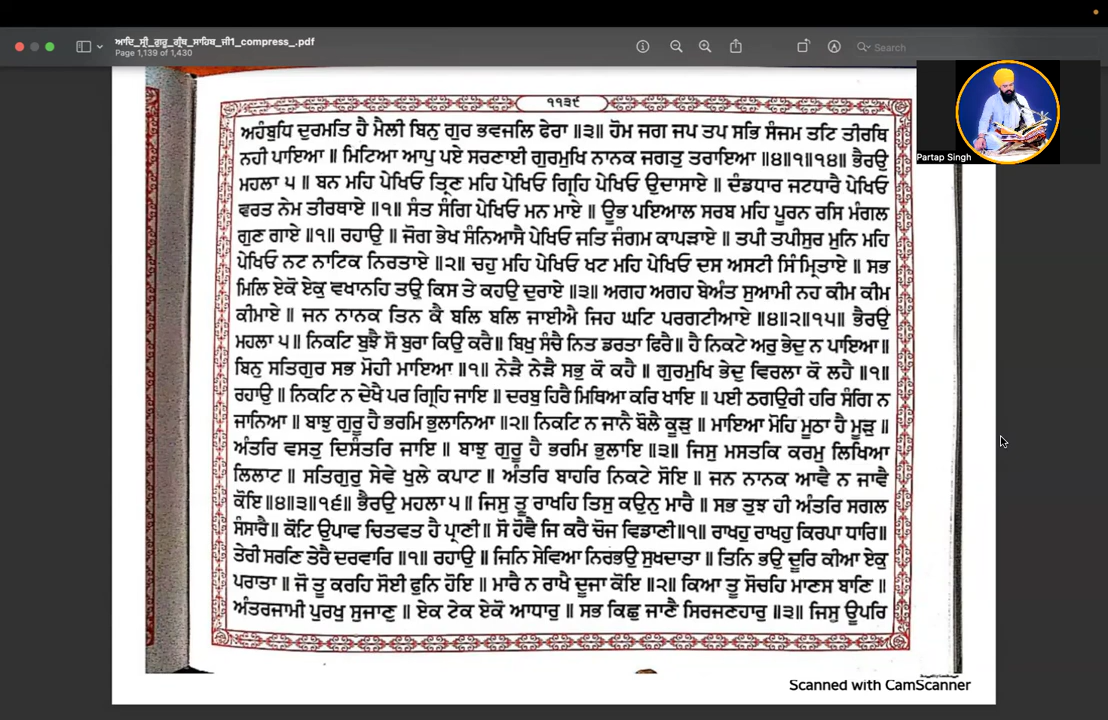 ਆਦਿ_ਸ੍ਰੀ_ਗੁਰੂ_ਗ੍ਰੰਥ_ਸਾਹਿਬ_ਜੀ1_compress_.pdf
Page 1,139 of 1,430
Search
Partap Singh
੧੧੩੯
ਅਹੰਬੁਧਿ ਦੁਰਮਤਿ ਹੈ ਮੈਲੀ ਬਿਨੁ ਗੁਰ ਭਵਜਲਿ ਫੇਰਾ ॥੩॥ ਹੋਮ ਜਗ ਜਪ ਤਪ ਸਭਿ ਸੰਜਮ ਤਟਿ ਤੀਰਥਿ
ਨਹੀ ਪਾਇਆ ॥ ਮਿਟਿਆ ਆਪੁ ਪਏ ਸਰਣਾਈ ਗੁਰਮੁਖਿ ਨਾਨਕ ਜਗਤੁ ਤਰਾਇਆ ॥੪॥੧॥੧੪॥ ਭੈਰਉ
ਮਹਲਾ ੫ ॥ ਬਨ ਮਹਿ ਪੇਖਿਓ ਤ੍ਰਿਣ ਮਹਿ ਪੇਖਿਓ ਗ੍ਰਿਹਿ ਪੇਖਿਓ ਉਦਾਸਾਏ ॥ ਦੰਡਧਾਰ ਜਟਧਾਰੈ ਪੇਖਿਓ
ਵਰਤ ਨੇਮ ਤੀਰਥਾਏ ॥੧॥ ਸੰਤ ਸੰਗਿ ਪੇਖਿਓ ਮਨ ਮਾਏ ॥ ਊਭ ਪਇਆਲ ਸਰਬ ਮਹਿ ਪੂਰਨ ਰਸਿ ਮੰਗਲ
ਗੁਣ ਗਾਏ ॥੧॥ ਰਹਾਉ ॥ ਜੋਗ ਭੇਖ ਸੰਨਿਆਸੈ ਪੇਖਿਓ ਜਤਿ ਜੰਗਮ ਕਾਪੜਾਏ ॥ ਤਪੀ ਤਪੀਸੁਰ ਮੁਨਿ ਮਹਿ
ਪੇਖਿਓ ਨਟ ਨਾਟਿਕ ਨਿਰਤਾਏ ॥੨॥ ਚਹੁ ਮਹਿ ਪੇਖਿਓ ਖਟ ਮਹਿ ਪੇਖਿਓ ਦਸ ਅਸਟੀ ਸਿੰਮ੍ਰਿਤਾਏ ॥ ਸਭ
ਮਿਲਿ ਏਕੋ ਏਕੁ ਵਖਾਨਹਿ ਤਉ ਕਿਸ ਤੇ ਕਹਉ ਦੁਰਾਏ ॥੩॥ ਅਗਹ ਅਗਹ ਬੇਅੰਤ ਸੁਆਮੀ ਨਹ ਕੀਮ ਕੀਮ
ਕੀਮਾਏ ॥ ਜਨ ਨਾਨਕ ਤਿਨ ਕੈ ਬਲਿ ਬਲਿ ਜਾਈਐ ਜਿਹ ਘਟਿ ਪਰਗਟੀਆਏ ॥੪॥੨॥੧੫॥ ਭੈਰਉ
ਮਹਲਾ ੫॥ ਨਿਕਟਿ ਬੁਝੈ ਸੋ ਬੁਰਾ ਕਿਉ ਕਰੈ॥ ਬਿਖੁ ਸੰਚੈ ਨਿਤ ਡਰਤਾ ਫਿਰੈ॥ ਹੈ ਨਿਕਟੇ ਅਰੁ ਭੇਦੁ ਨ ਪਾਇਆ॥
ਬਿਨੁ ਸਤਿਗੁਰ ਸਭ ਮੋਹੀ ਮਾਇਆ ॥੧॥ ਨੇੜੈ ਨੇੜੈ ਸਭੁ ਕੋ ਕਹੈ ॥ ਗੁਰਮੁਖਿ ਭੇਦੁ ਵਿਰਲਾ ਕੋ ਲਹੈ ॥੧॥
ਰਹਾਉ ॥ ਨਿਕਟਿ ਨ ਦੇਖੈ ਪਰ ਗ੍ਰਿਹਿ ਜਾਇ ॥ ਦਰਬੁ ਹਿਰੈ ਮਿਥਿਆ ਕਰਿ ਖਾਇ ॥ ਪਈ ਠਗਉਰੀ ਹਰਿ ਸੰਗਿ ਨ
ਜਾਨਿਆ ॥ ਬਾਝੁ ਗੁਰੂ ਹੈ ਭਰਮਿ ਭੁਲਾਨਿਆ ॥੨॥ ਨਿਕਟਿ ਨ ਜਾਨੈ ਬੋਲੈ ਕੂੜੁ ॥ ਮਾਇਆ ਮੋਹਿ ਮੂਠਾ ਹੈ ਮੂੜੁ ॥
ਅੰਤਰਿ ਵਸਤੁ ਦਿਸੰਤਰਿ ਜਾਇ ॥ ਬਾਝੁ ਗੁਰੂ ਹੈ ਭਰਮਿ ਭੁਲਾਇ ॥੩॥ ਜਿਸੁ ਮਸਤਕਿ ਕਰਮੁ ਲਿਖਿਆ
ਲਿਲਾਟ ॥ ਸਤਿਗੁਰੁ ਸੇਵੇ ਖੁਲੇ ਕਪਾਟ ॥ ਅੰਤਰਿ ਬਾਹਰਿ ਨਿਕਟੇ ਸੋਇ ॥ ਜਨ ਨਾਨਕ ਆਵੈ ਨ ਜਾਵੈ
ਕੋਇ॥੪॥੩॥੧੬॥ ਭੈਰਉ ਮਹਲਾ ੫॥ ਜਿਸੁ ਤੂ ਰਾਖਹਿ ਤਿਸੁ ਕਉਨੁ ਮਾਰੈ ॥ ਸਭ ਤੁਝ ਹੀ ਅੰਤਰਿ ਸਗਲ
ਸੰਸਾਰੈ॥ ਕੋਟਿ ਉਪਾਵ ਚਿਤਵਤ ਹੈ ਪ੍ਰਾਣੀ॥ ਸੋ ਹੋਵੈ ਜਿ ਕਰੈ ਚੋਜ ਵਿਡਾਣੀ॥੧॥ ਰਾਖਹੁ ਰਾਖਹੁ ਕਿਰਪਾ ਧਾਰਿ॥
ਤੇਰੀ ਸਰਣਿ ਤੇਰੈ ਦਰਵਾਰਿ ॥੧॥ ਰਹਾਉ ॥ ਜਿਨਿ ਸੇਵਿਆ ਨਿਰਭਉ ਸੁਖਦਾਤਾ ॥ ਤਿਨਿ ਭਉ ਦੂਰਿ ਕੀਆ ਏਕੁ
ਪਰਾਤਾ ॥ ਜੋ ਤੂ ਕਰਹਿ ਸੋਈ ਫੁਨਿ ਹੋਇ ॥ ਮਾਰੈ ਨ ਰਾਖੈ ਦੂਜਾ ਕੋਇ ॥੨॥ ਕਿਆ ਤੂ ਸੋਚਹਿ ਮਾਣਸ ਬਾਣਿ ॥
ਅੰਤਰਜਾਮੀ ਪੁਰਖੁ ਸੁਜਾਣੁ ॥ ਏਕ ਟੇਕ ਏਕੋ ਆਧਾਰੁ ॥ ਸਭ ਕਿਛੁ ਜਾਣੈ ਸਿਰਜਣਹਾਰੁ ॥੩॥ ਜਿਸੁ ਊਪਰਿ
Scanned with CamScanner